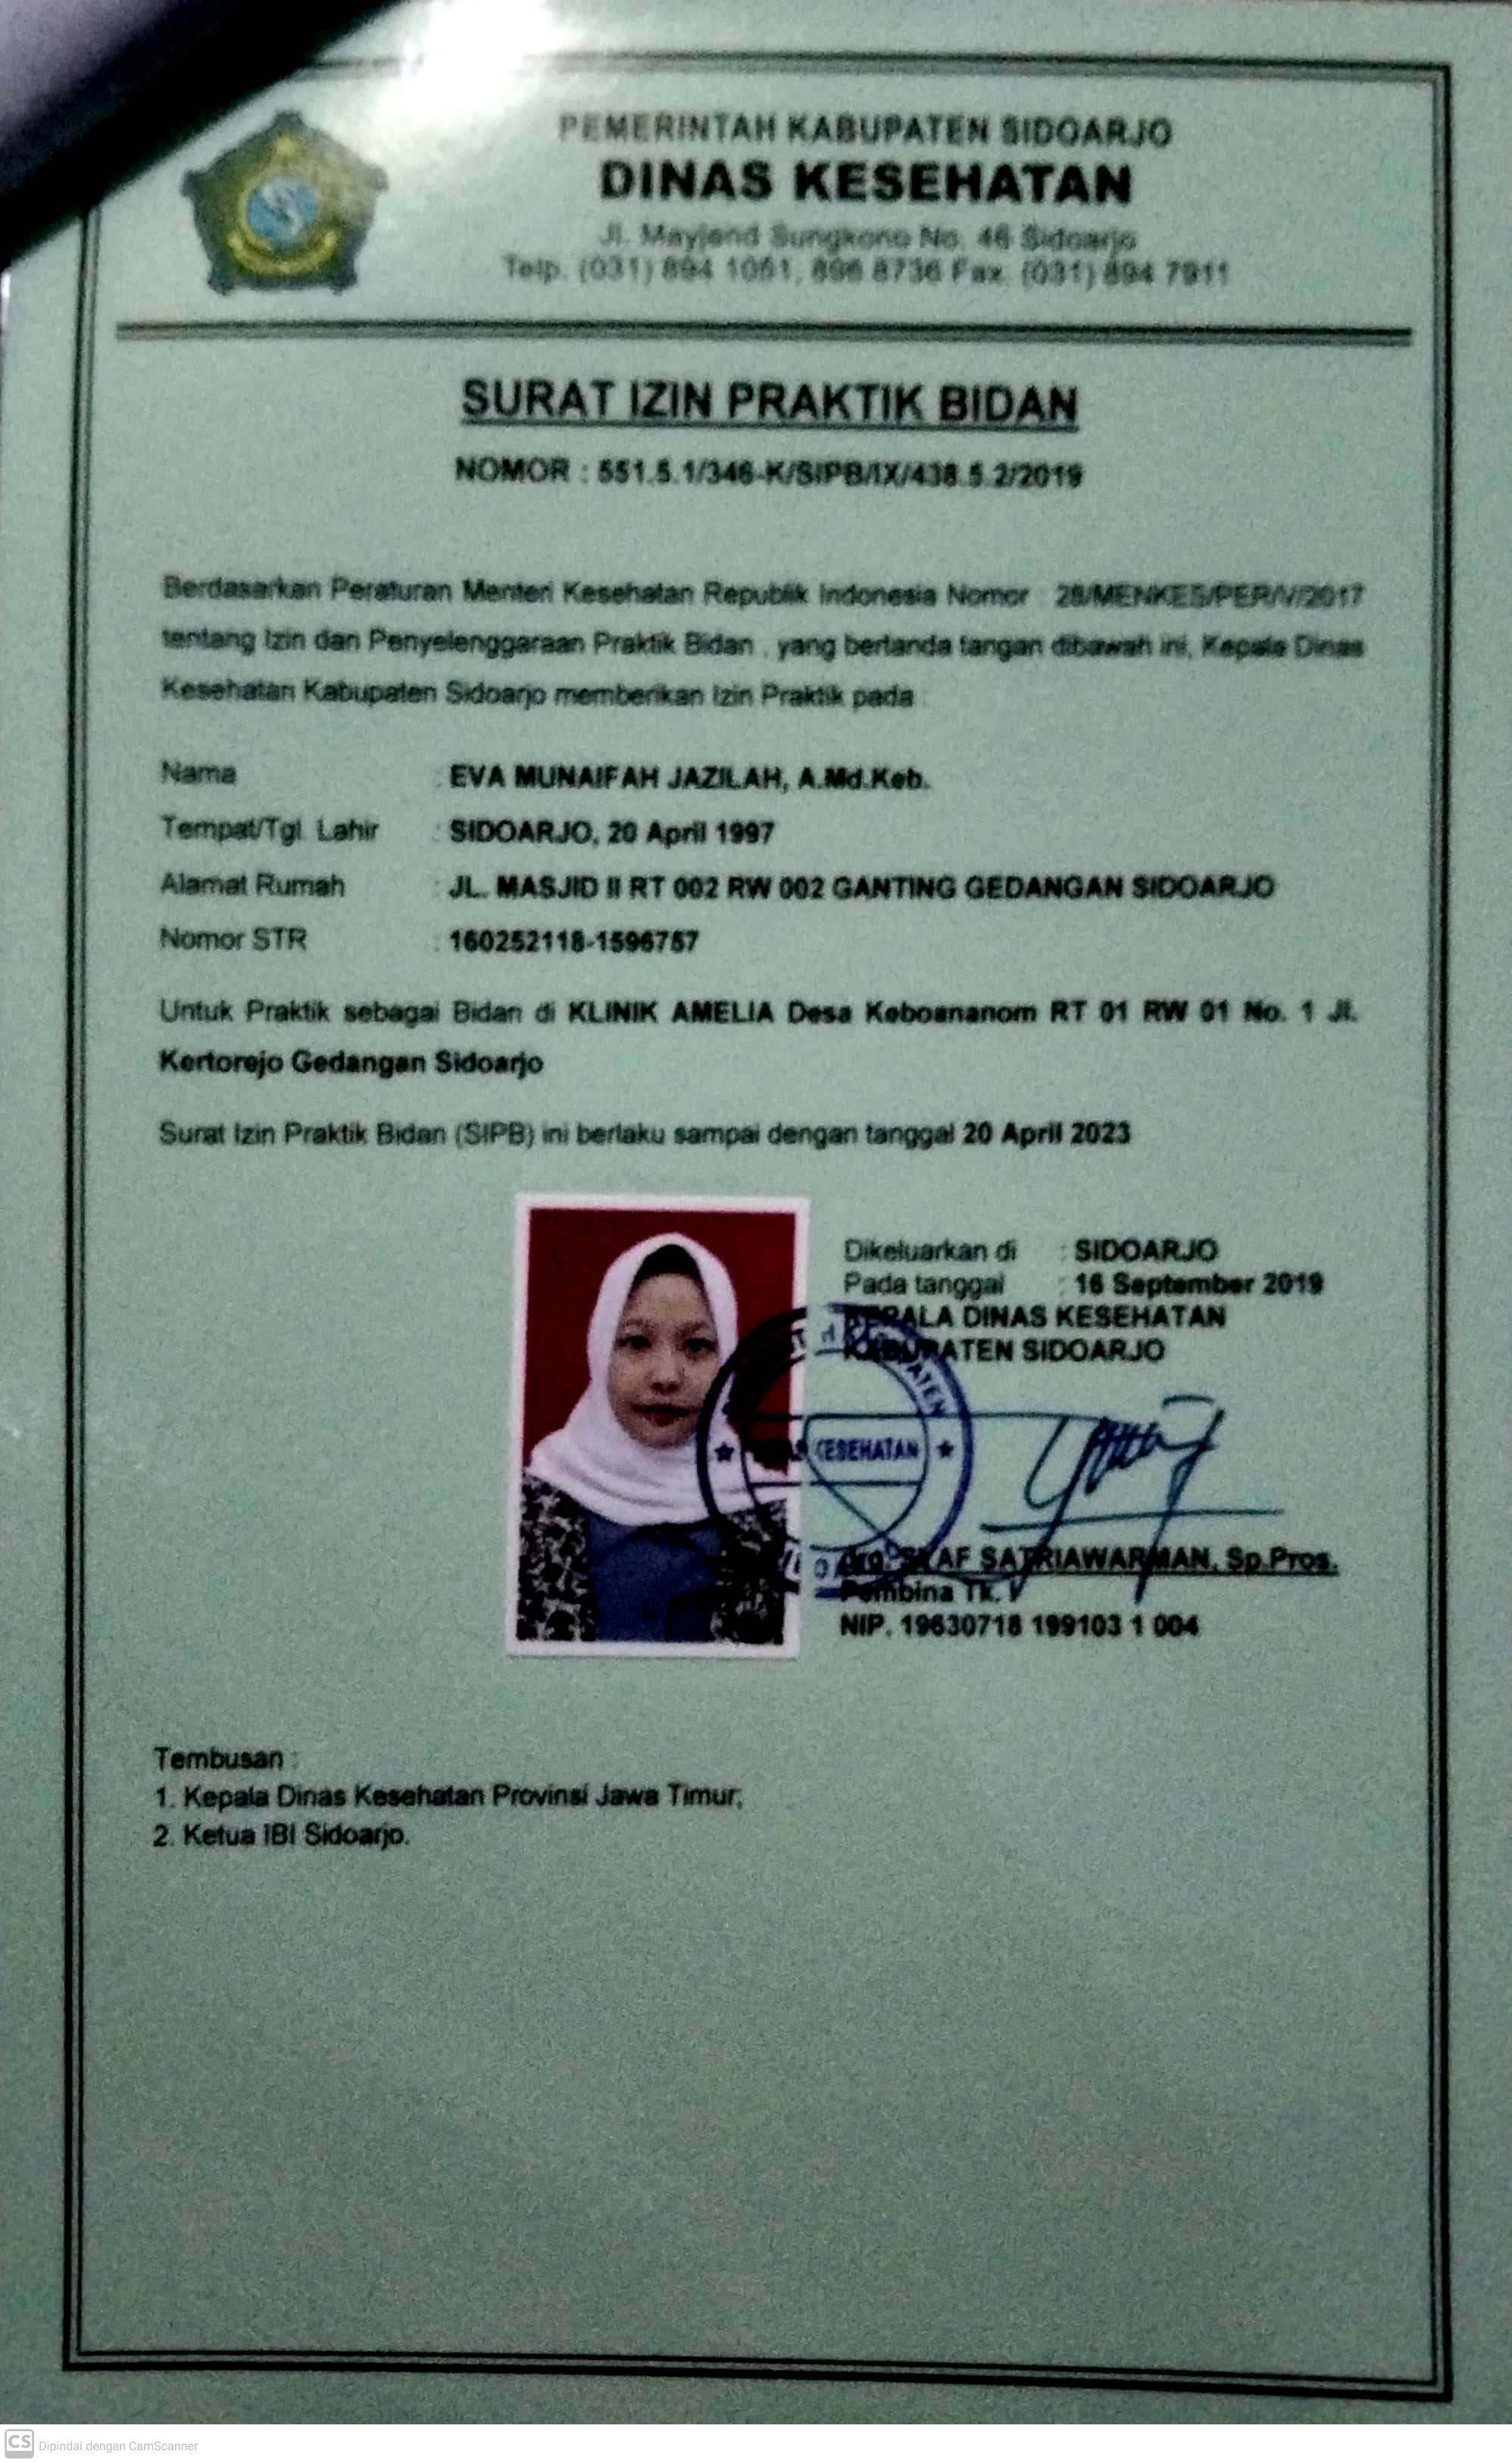 PEMERINTAH KABUPATEN SIDOARJO
DINAS KESEHATAN
Jl. Mayjend Sungkono No. 46 Sidoarjo
Telp. (031) 894 1051, 896 8736 Fax. (031) 894 7911
SURAT IZIN PRAKTIK BIDAN
NOMOR : 551.5.1/346-K/SIPB/IX/438.5.2/2019
Berdasarkan Peraturan Menteri Kesehatan Republik Indonesia Nomor : 28/MENKES/PER/V/2017
tentang Izin dan Penyelenggaraan Praktik Bidan , yang bertanda tangan dibawah ini, Kepala Dinas
Kesehatan Kabupaten Sidoarjo memberikan Izin Praktik pada :
Nama : EVA MUNAIFAH JAZILAH, A.Md.Keb.
Tempat/Tgl. Lahir : SIDOARJO, 20 April 1997
Alamat Rumah : JL. MASJID II RT 002 RW 002 GANTING GEDANGAN SIDOARJO
Nomor STR : 160252118-1596757
Untuk Praktik sebagai Bidan di KLINIK AMELIA Desa Keboananom RT 01 RW 01 No. 1 Jl.
Kertorejo Gedangan Sidoarjo
Surat Izin Praktik Bidan (SIPB) ini berlaku sampai dengan tanggal 20 April 2023
Dikeluarkan di : SIDOARJO
Pada tanggal : 16 September 2019
KEPALA DINAS KESEHATAN
KABUPATEN SIDOARJO
KESEHATAN
SATRIAWARMAN, Sp.Pros.
Pembina Tk. I
NIP. 19630718 199103 1 004
Tembusan :
1. Kepala Dinas Kesehatan Provinsi Jawa Timur;
2. Ketua IBI Sidoarjo.
CS Dipindai dengan CamScanner